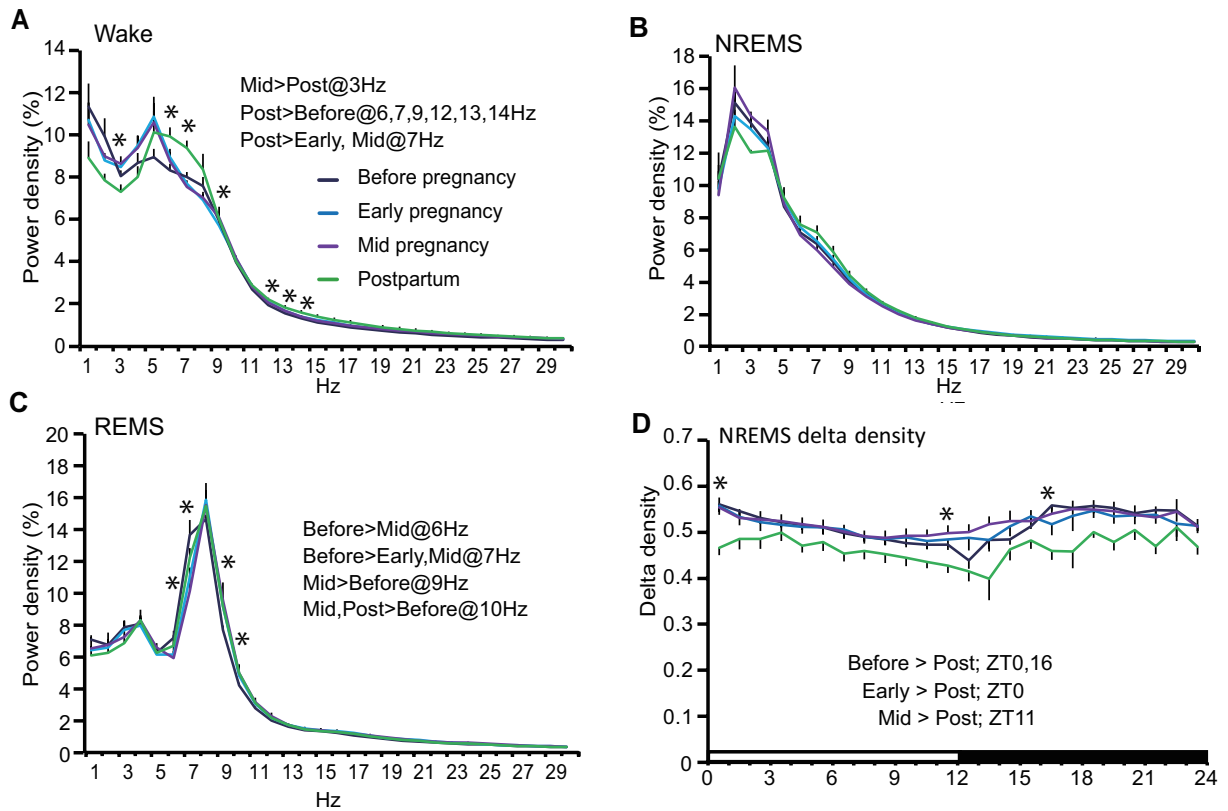 A
Wake
14
12
10
8
6
4
2
0
Power density (%)
Mid>Post@3Hz
Post>Before@6,7,9,12,13,14Hz
Post>Early, Mid@7Hz
Before pregnancy
Early pregnancy
Mid pregnancy
Postpartum
* * * * * * *
1 3 5 7 9 11 13 15 17 19 21 23 25 27 29
Hz
B
NREMS
18
16
14
12
10
8
6
4
2
0
Power density (%)
1 3 5 7 9 11 13 15 17 19 21 23 25 27 29
Hz
C
REMS
20
18
16
14
12
10
8
6
4
2
0
Power density (%)
Before>Mid@6Hz
Before>Early,Mid@7Hz
Mid>Before@9Hz
Mid,Post>Before@10Hz
* * * *
1 3 5 7 9 11 13 15 17 19 21 23 25 27 29
Hz
D
NREMS delta density
0.7
0.6
0.5
0.4
0.3
0.2
0.1
0
Delta density
* * *
Before > Post; ZT0,16
Early > Post; ZT0
Mid > Post; ZT11
0 3 6 9 12 15 18 21 24